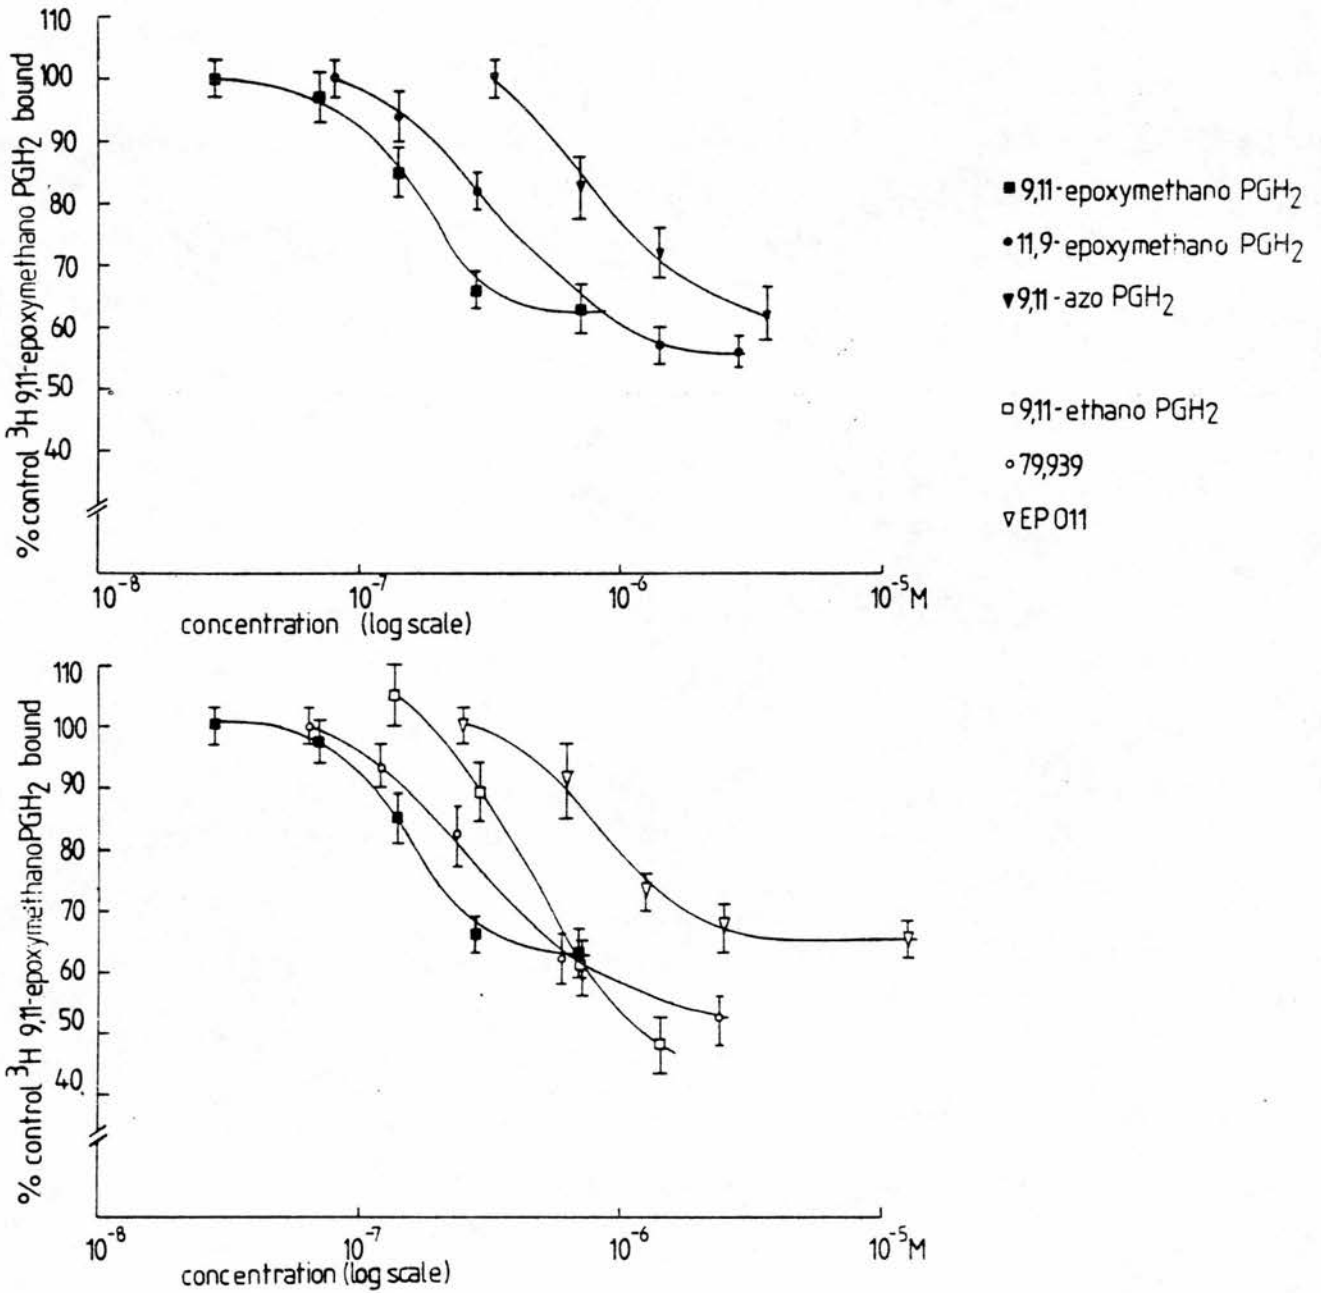 % control ³H 9,11-epoxymethano PGH₂ bound
110
100
90
80
70
60
50
40
10⁻⁸
10⁻⁷
10⁻⁶
10⁻⁵ M
concentration (log scale)
9,11-epoxymethano PGH₂
11,9-epoxymethano PGH₂
9,11-azo PGH₂
9,11-ethano PGH₂
79,939
EP 011
% control ³H 9,11-epoxymethano PGH₂ bound
110
100
90
80
70
60
50
40
10⁻⁸
10⁻⁷
10⁻⁶
10⁻⁵ M
concentration (log scale)